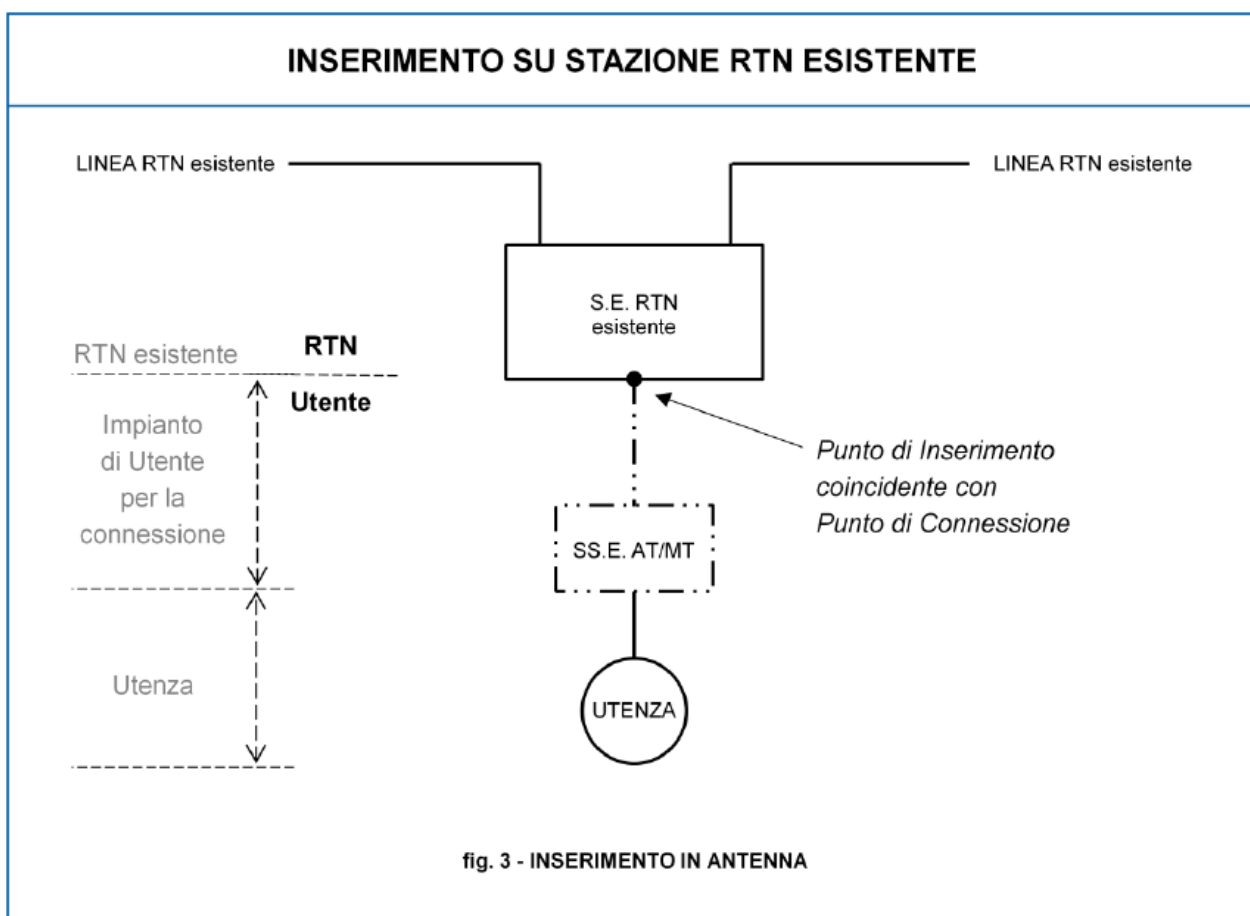 INSERIMENTO SU STAZIONE RTN ESISTENTE
LINEA RTN esistente
LINEA RTN esistente
S.E. RTN
esistente
RTN esistente
RTN
Utente
Impianto
di Utente
per la
connessione
Punto di Inserimento
coincidente con
Punto di Connessione
SS.E. AT/MT
Utenza
UTENZA
fig. 3 - INSERIMENTO IN ANTENNA